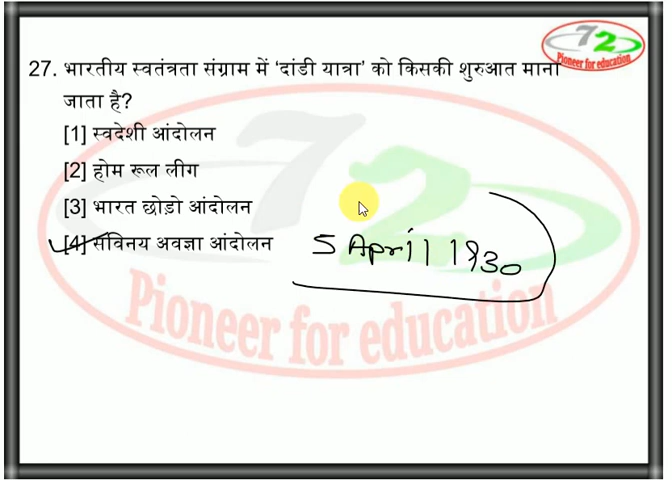 72
Pioneer for education
27. भारतीय स्वतंत्रता संग्राम में ‘दांडी यात्रा’ को किसकी शुरुआत माना
जाता है?
[1] स्वदेशी आंदोलन
[2] होम रूल लीग
[3] भारत छोड़ो आंदोलन
[4] सविनय अवज्ञा आंदोलन
5 April 1930
72
Pioneer for education